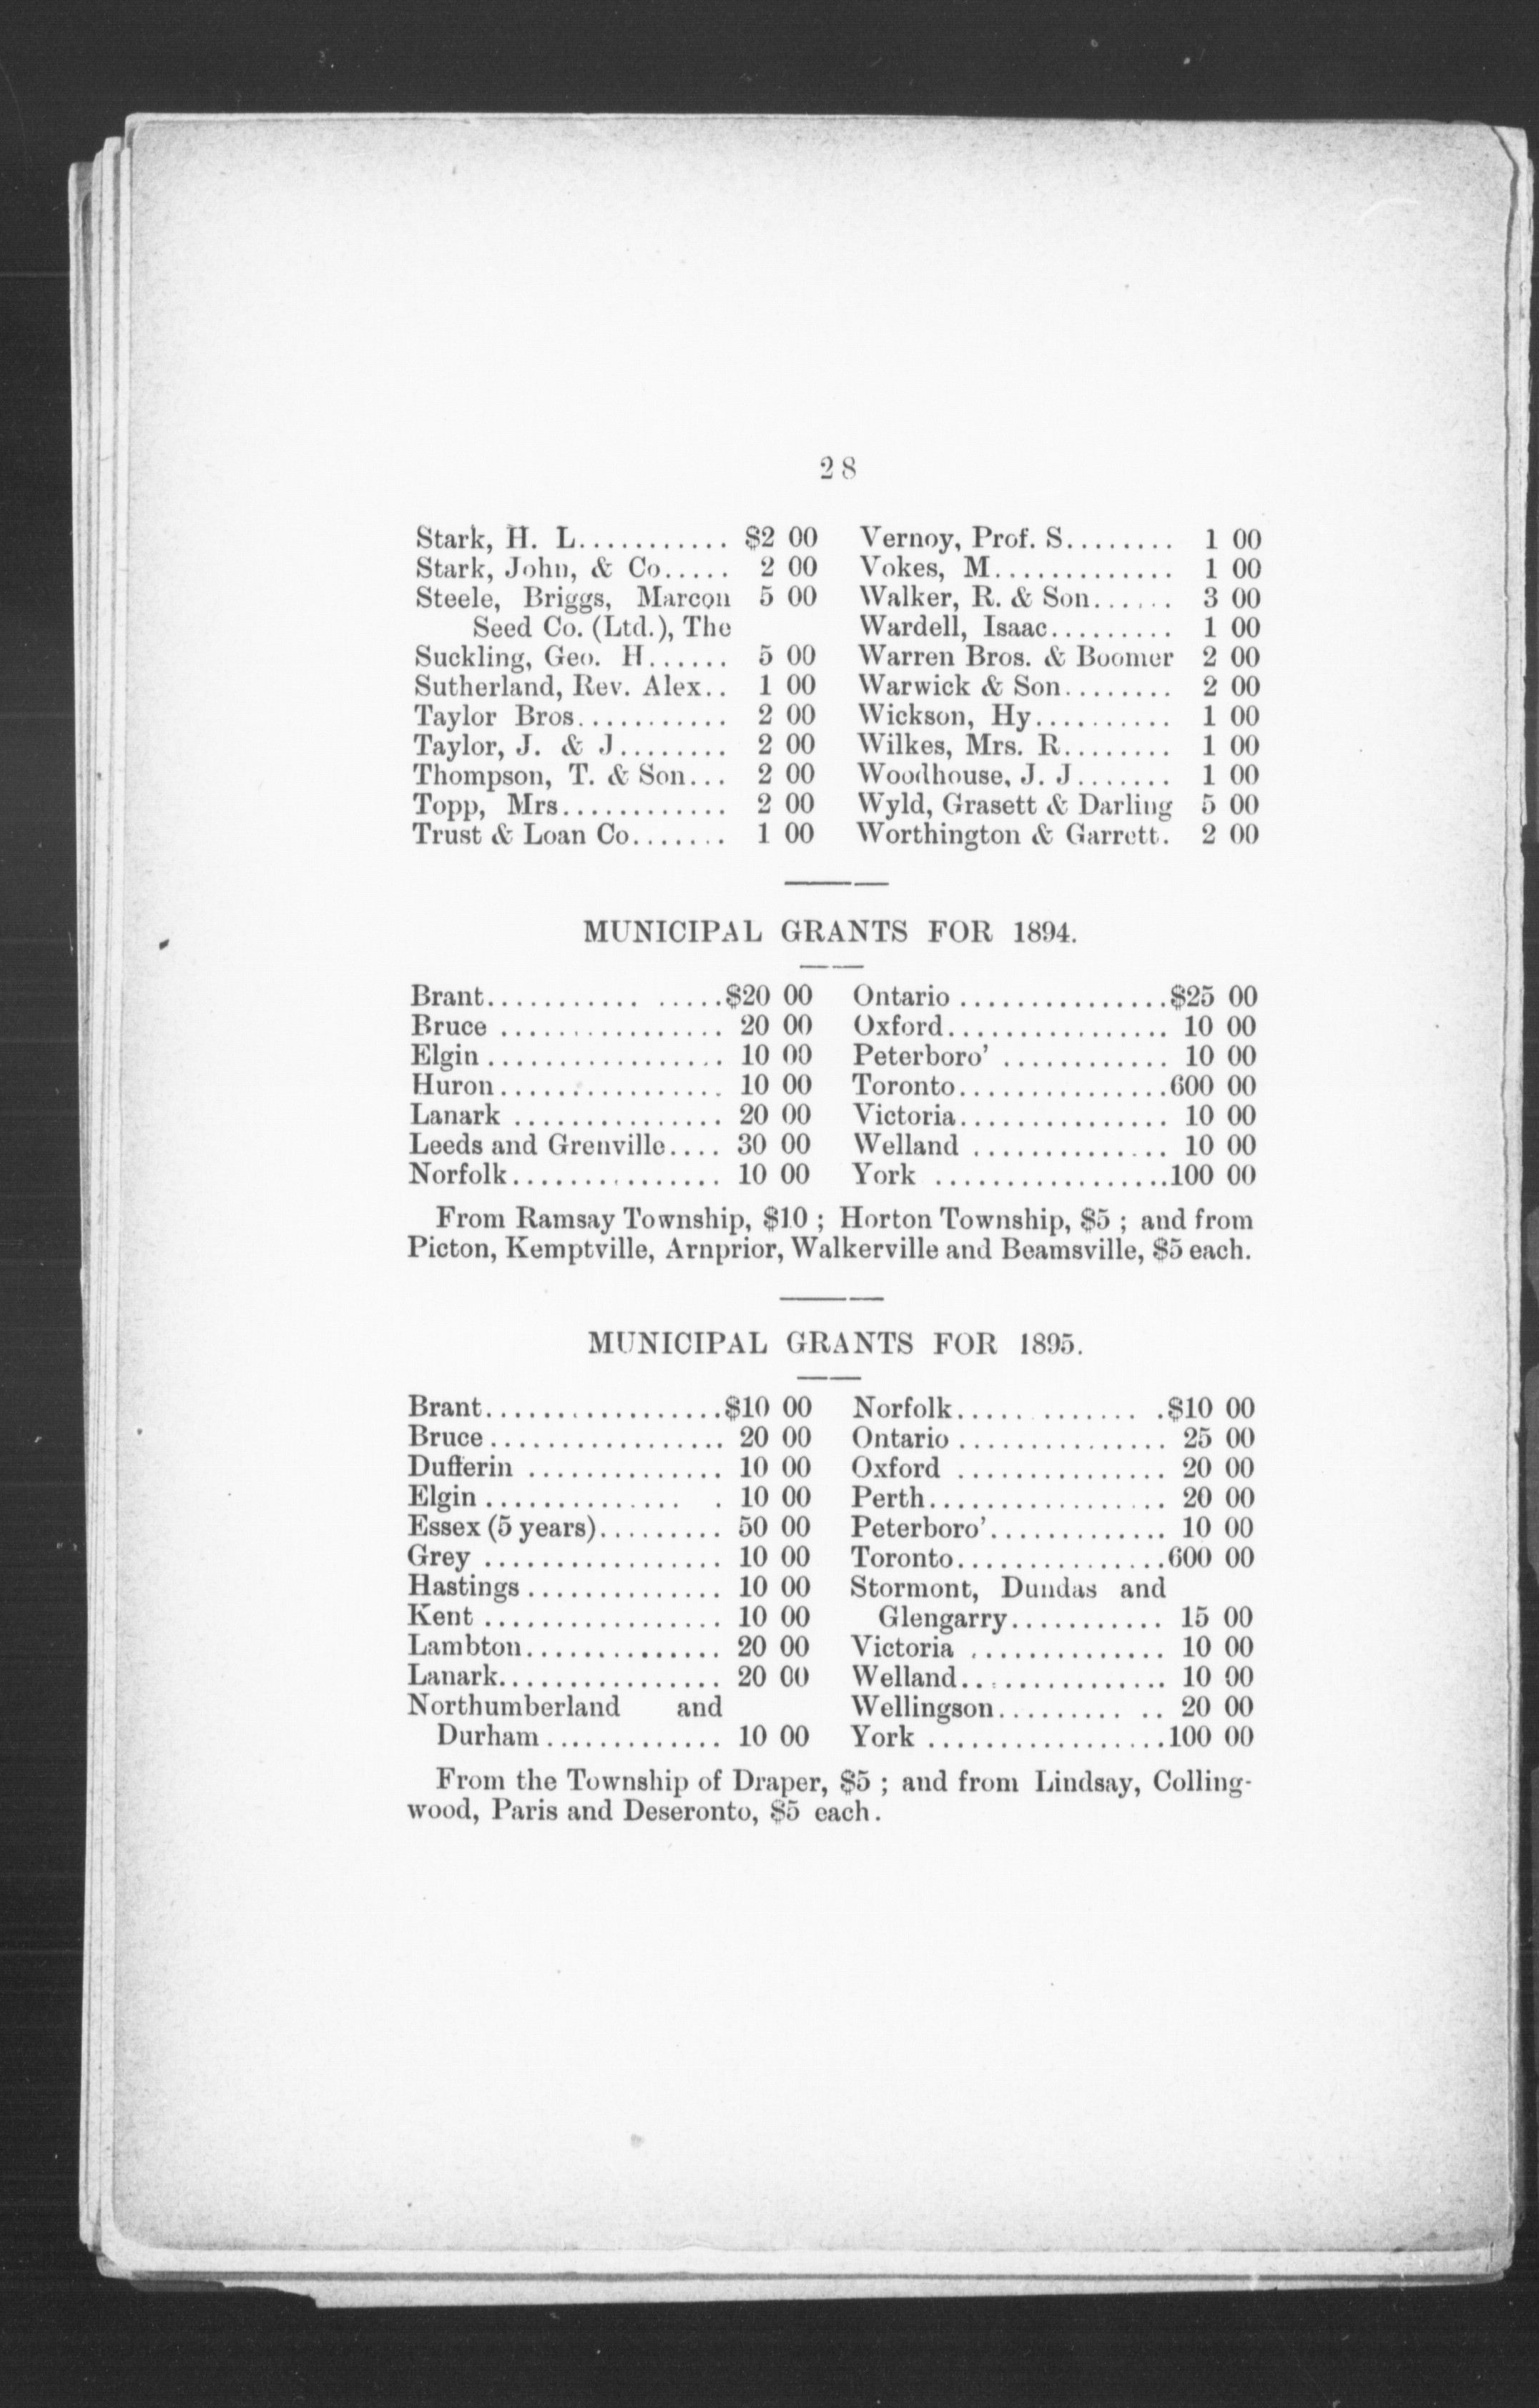 28
Stark, H. L........... $2 00
Stark, John, & Co..... 2 00
Steele, Briggs, Marcon 5 00
Seed Co. (Ltd.), The
Suckling, Geo. H...... 5 00
Sutherland, Rev. Alex.. 1 00
Taylor Bros........... 2 00
Taylor, J. & J........ 2 00
Thompson, T. & Son... 2 00
Topp, Mrs............ 2 00
Trust & Loan Co....... 1 00
Vernoy, Prof. S........ 1 00
Vokes, M............. 1 00
Walker, R. & Son...... 3 00
Wardell, Isaac......... 1 00
Warren Bros. & Boomer 2 00
Warwick & Son........ 2 00
Wickson, Hy.......... 1 00
Wilkes, Mrs. R........ 1 00
Woodhouse, J. J....... 1 00
Wyld, Grasett & Darling 5 00
Worthington & Garrett. 2 00
MUNICIPAL GRANTS FOR 1894.
Brant........... .....$20 00
Bruce ................ 20 00
Elgin ................. 10 00
Huron................ 10 00
Lanark ............... 20 00
Leeds and Grenville.... 30 00
Norfolk............... 10 00
Ontario ...............$25 00
Oxford................ 10 00
Peterboro’ ............ 10 00
Toronto...............600 00
Victoria............... 10 00
Welland .............. 10 00
York .................100 00
From Ramsay Township, $10 ; Horton Township, $5 ; and from
Picton, Kemptville, Arnprior, Walkerville and Beamsville, $5 each.
MUNICIPAL GRANTS FOR 1895.
Brant.................$10 00
Bruce................. 20 00
Dufferin .............. 10 00
Elgin .............. . 10 00
Essex (5 years)......... 50 00
Grey ................. 10 00
Hastings .............. 10 00
Kent ................. 10 00
Lambton.............. 20 00
Lanark................ 20 00
Northumberland and
Durham ............. 10 00
Norfolk..... ........ .$10 00
Ontario ............... 25 00
Oxford ............... 20 00
Perth................. 20 00
Peterboro’............. 10 00
Toronto...............600 00
Stormont, Dundas and
Glengarry........... 15 00
Victoria .............. 10 00
Welland............... 10 00
Wellingson......... .. 20 00
York .................100 00
From the Township of Draper, $5 ; and from Lindsay, Colling-
wood, Paris and Deseronto, $5 each.